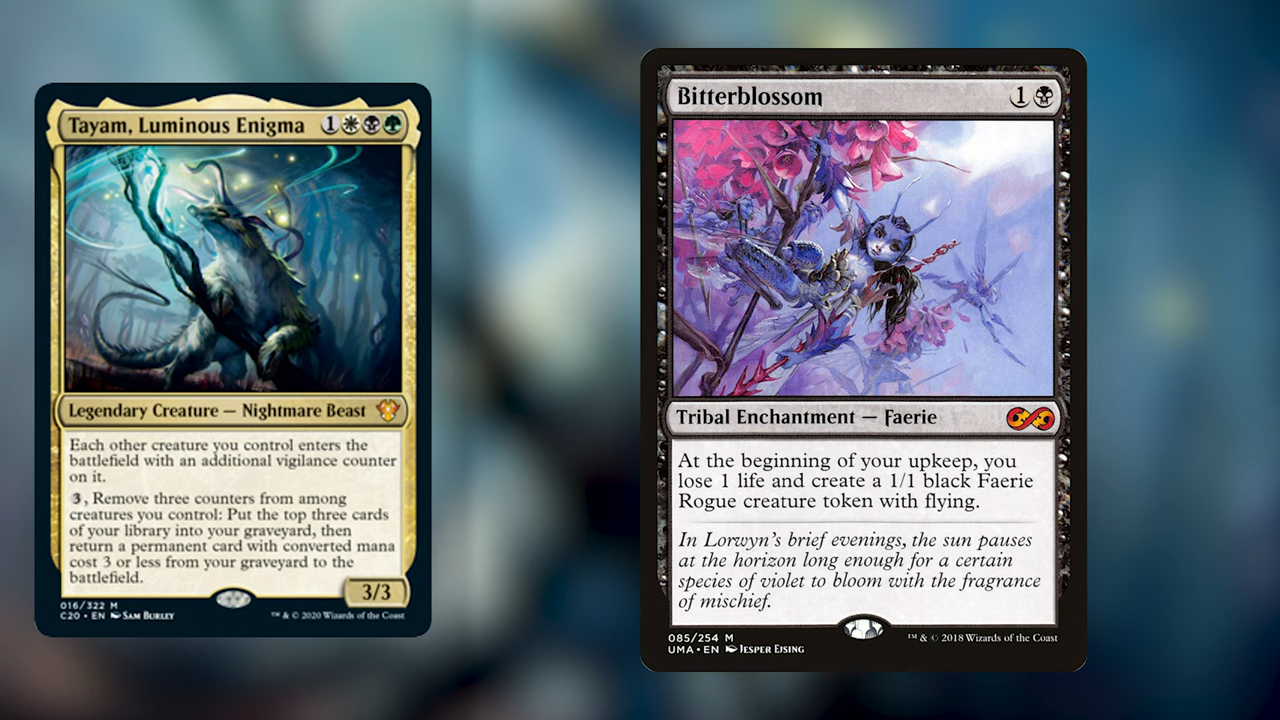 Tayam, Luminous Enigma 1
Legendary Creature — Nightmare Beast
Each other creature you control enters the
battlefield with an additional vigilance counter
on it.
3, Remove three counters from among
creatures you control: Put the top three cards
of your library into your graveyard, then
return a permanent card with converted mana
cost 3 or less from your graveyard to the
battlefield.
3/3
016/322 M
C20 • EN SAM BURLEY
™ & © 2020 Wizards of the Coast
Bitterblossom 1
Tribal Enchantment — Faerie
At the beginning of your upkeep, you
lose 1 life and create a 1/1 black Faerie
Rogue creature token with flying.
In Lorwyn's brief evenings, the sun pauses
at the horizon long enough for a certain
species of violet to bloom with the fragrance
of mischief.
085/254 M
UMA • EN JESPER EJSING
™ & © 2018 Wizards of the Coast